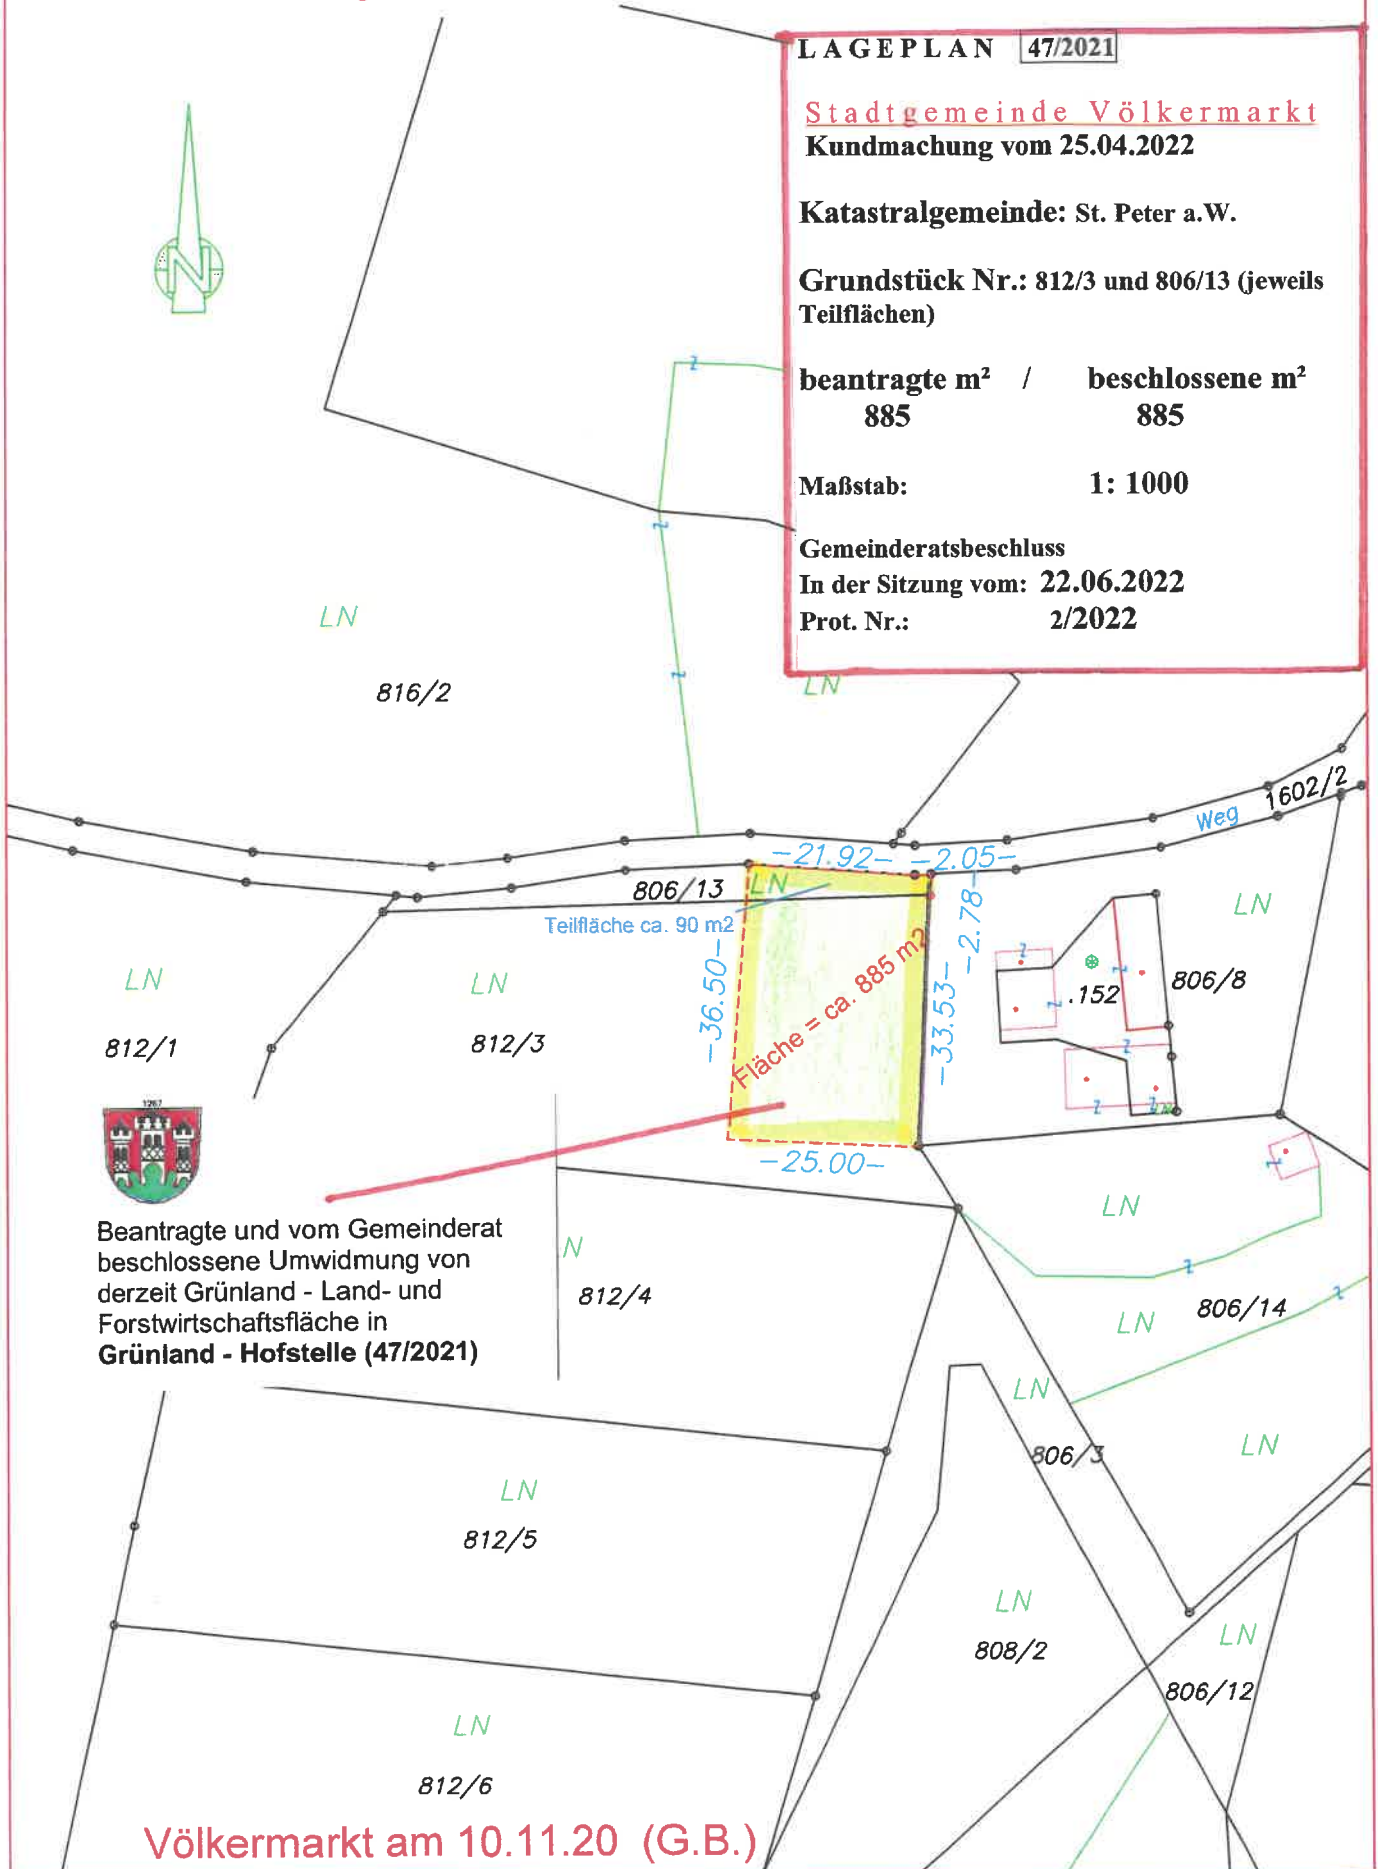 LAGEPLAN 47/2021
Stadtgemeinde Völkermarkt
Kundmachung vom 25.04.2022
Katastralgemeinde: St. Peter a.W.
Grundstück Nr.: 812/3 und 806/13 (jeweils
Teilflächen)
beantragte m² / beschlossene m²
885 885
Maßstab: 1: 1000
Gemeinderatsbeschluss
In der Sitzung vom: 22.06.2022
Prot. Nr.: 2/2022
N
LN
816/2
LN
1602/2
Weg
-21.92- -2.05-
806/13
LN
Teilfläche ca. 90 m2
-2.78-
LN
-36.50-
Fläche = ca. 885 m2
-33.53-
.152
806/8
LN
812/1
LN
812/3
-25.00-
1267
LN
Beantragte und vom Gemeinderat
beschlossene Umwidmung von
derzeit Grünland - Land- und
Forstwirtschaftsfläche in
Grünland - Hofstelle (47/2021)
N
812/4
LN
806/14
LN
806/3
LN
LN
812/5
LN
808/2
LN
806/12
LN
812/6
Völkermarkt am 10.11.20 (G.B.)